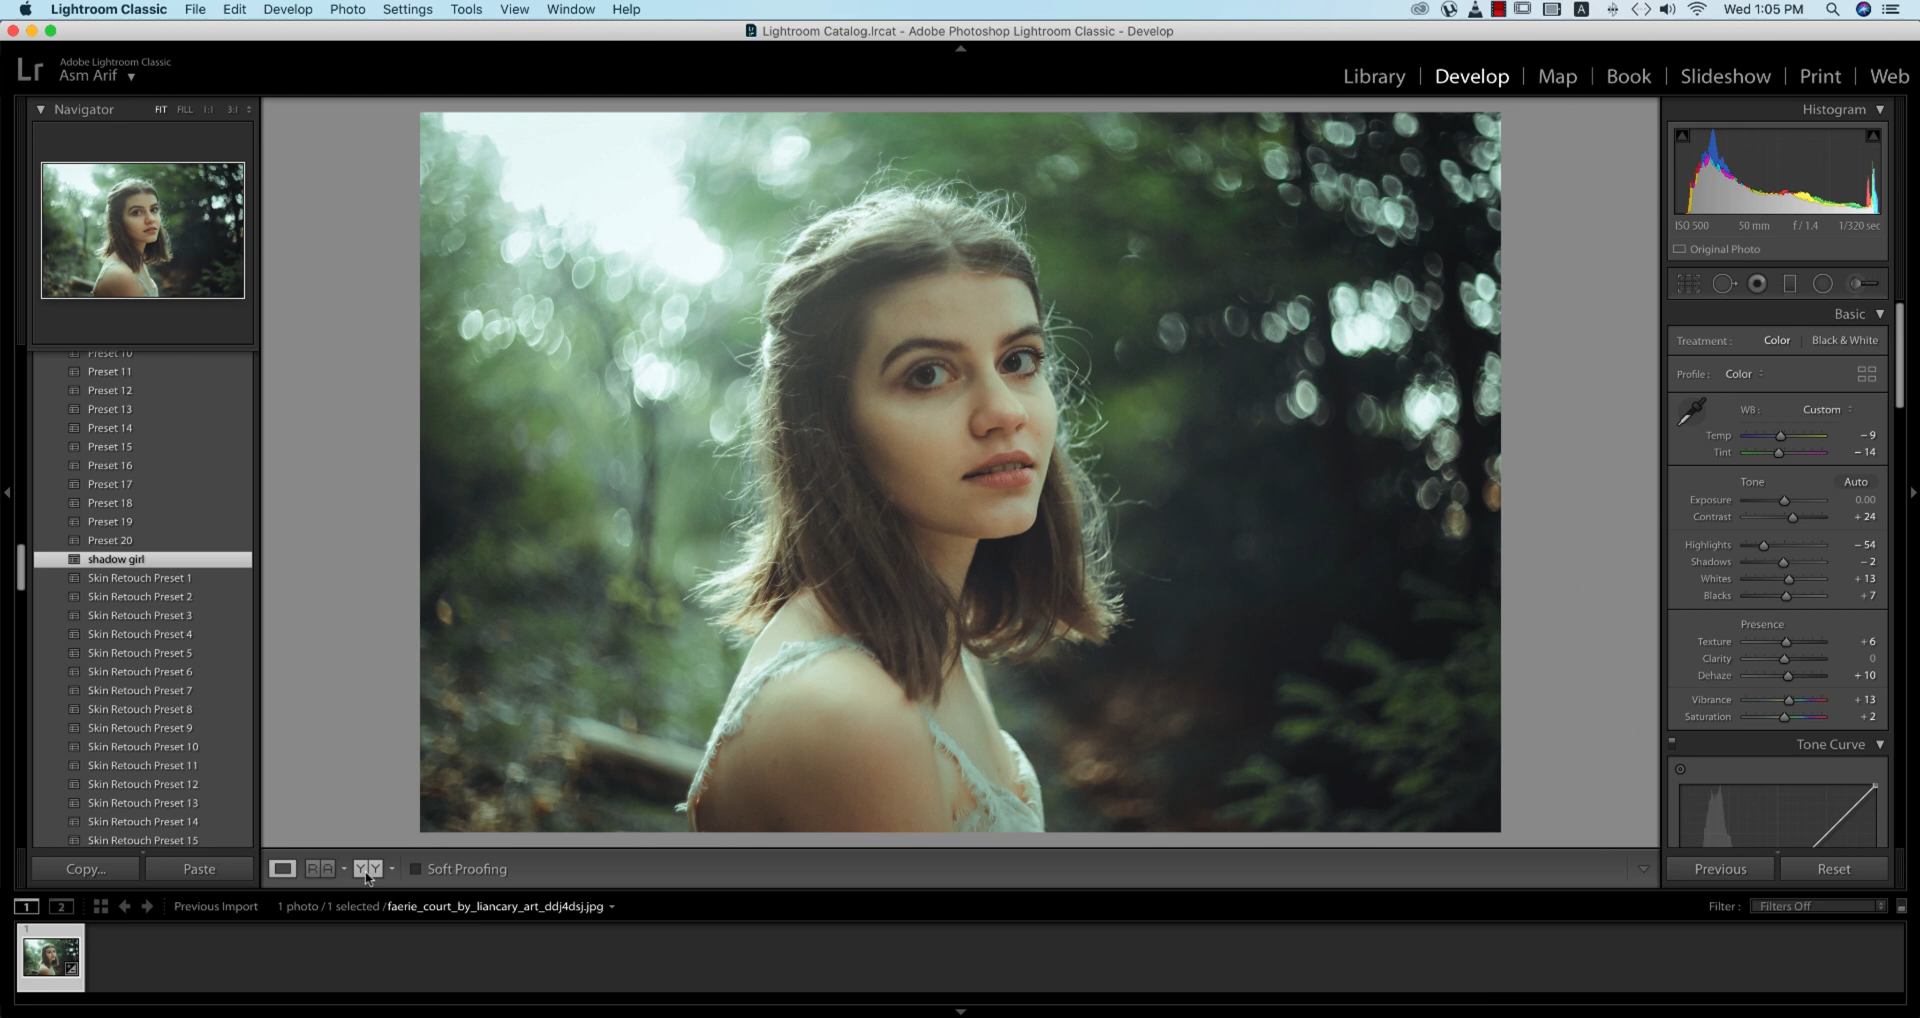 Lightroom Classic File Edit Develop Photo Settings Tools View Window Help A Wed 1:05 PM
Lightroom Catalog.lrcat - Adobe Photoshop Lightroom Classic - Develop
Lr Adobe Lightroom Classic
Asm Arif
Library | Develop | Map | Book | Slideshow | Print | Web
Navigator FIT FILL 1:1 3:1
Preset 10
Preset 11
Preset 12
Preset 13
Preset 14
Preset 15
Preset 16
Preset 17
Preset 18
Preset 19
Preset 20
shadow girl
Skin Retouch Preset 1
Skin Retouch Preset 2
Skin Retouch Preset 3
Skin Retouch Preset 4
Skin Retouch Preset 5
Skin Retouch Preset 6
Skin Retouch Preset 7
Skin Retouch Preset 8
Skin Retouch Preset 9
Skin Retouch Preset 10
Skin Retouch Preset 11
Skin Retouch Preset 12
Skin Retouch Preset 13
Skin Retouch Preset 14
Skin Retouch Preset 15
Copy... Paste
R A Y Y Soft Proofing
Histogram
ISO 500 50 mm f / 1.4 1/320 sec
Original Photo
Basic
Treatment : Color | Black & White
Profile : Color
WB : Custom
Temp - 9
Tint - 14
Tone Auto
Exposure 0.00
Contrast + 24
Highlights - 54
Shadows - 2
Whites + 13
Blacks + 7
Presence
Texture + 6
Clarity 0
Dehaze + 10
Vibrance + 13
Saturation + 2
Tone Curve
Previous Reset
1 2 Previous Import 1 photo / 1 selected / faerie_court_by_liancary_art_ddj4dsj.jpg Filter : Filters Off
1